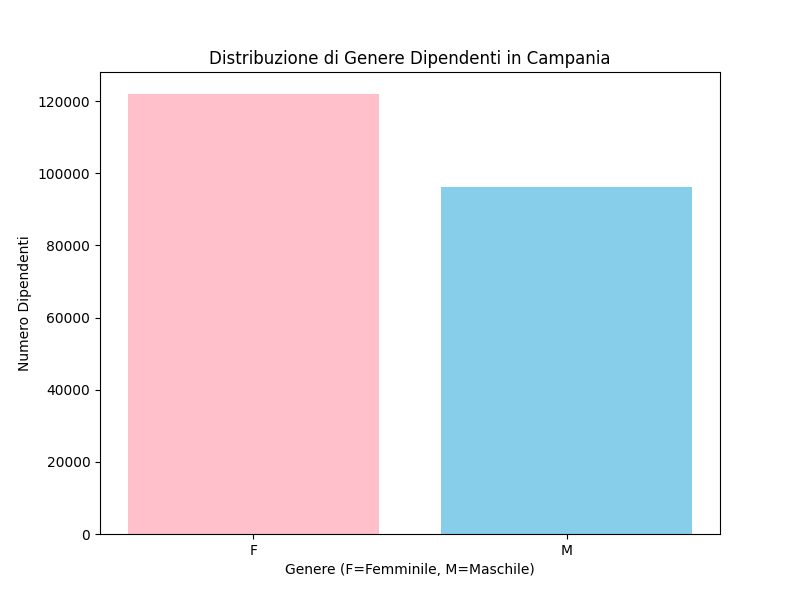 Distribuzione di Genere Dipendenti in Campania
Numero Dipendenti
120000
100000
80000
60000
40000
20000
0
F
M
Genere (F=Femminile, M=Maschile)